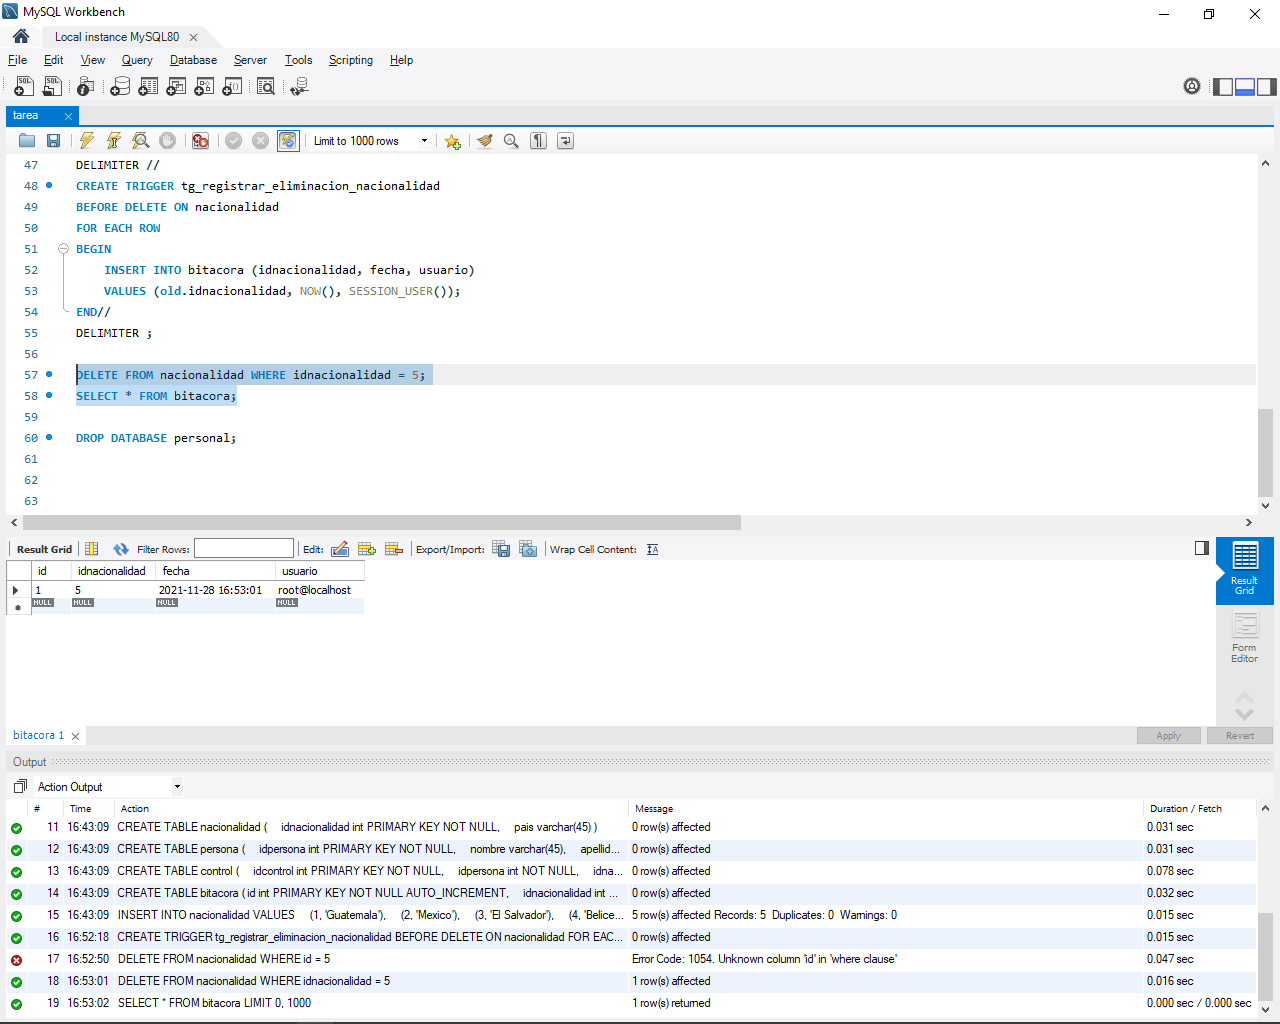 MySQL Workbench
Local instance MySQL80
File Edit View Query Database Server Tools Scripting Help
tarea
Limit to 1000 rows
47 DELIMITER //
48 CREATE TRIGGER tg_registrar_eliminacion_nacionalidad
49 BEFORE DELETE ON nacionalidad
50 FOR EACH ROW
51 BEGIN
52 INSERT INTO bitacora (idnacionalidad, fecha, usuario)
53 VALUES (old.idnacionalidad, NOW(), SESSION_USER());
54 END//
55 DELIMITER ;
56
57 DELETE FROM nacionalidad WHERE idnacionalidad = 5;
58 SELECT * FROM bitacora;
59
60 DROP DATABASE personal;
61
62
63
Result Grid Filter Rows: Edit: Export/Import: Wrap Cell Content:
id idnacionalidad fecha usuario
1 5 2021-11-28 16:53:01 root@localhost
NULL NULL NULL NULL
Result
Grid
Form
Editor
bitacora 1
Apply Revert
Output
Action Output
# Time Action Message Duration / Fetch
11 16:43:09 CREATE TABLE nacionalidad ( idnacionalidad int PRIMARY KEY NOT NULL, pais varchar(45) ) 0 row(s) affected 0.031 sec
12 16:43:09 CREATE TABLE persona ( idpersona int PRIMARY KEY NOT NULL, nombre varchar(45), apellid... 0 row(s) affected 0.031 sec
13 16:43:09 CREATE TABLE control ( idcontrol int PRIMARY KEY NOT NULL, idpersona int NOT NULL, idna... 0 row(s) affected 0.078 sec
14 16:43:09 CREATE TABLE bitacora ( id int PRIMARY KEY NOT NULL AUTO_INCREMENT, idnacionalidad int ... 0 row(s) affected 0.032 sec
15 16:43:09 INSERT INTO nacionalidad VALUES (1, 'Guatemala'), (2, 'Mexico'), (3, 'El Salvador'), (4, 'Belice... 5 row(s) affected Records: 5 Duplicates: 0 Warnings: 0 0.015 sec
16 16:52:18 CREATE TRIGGER tg_registrar_eliminacion_nacionalidad BEFORE DELETE ON nacionalidad FOR EAC... 0 row(s) affected 0.015 sec
17 16:52:50 DELETE FROM nacionalidad WHERE id = 5 Error Code: 1054. Unknown column 'id' in 'where clause' 0.047 sec
18 16:53:01 DELETE FROM nacionalidad WHERE idnacionalidad = 5 1 row(s) affected 0.016 sec
19 16:53:02 SELECT * FROM bitacora LIMIT 0, 1000 1 row(s) returned 0.000 sec / 0.000 sec